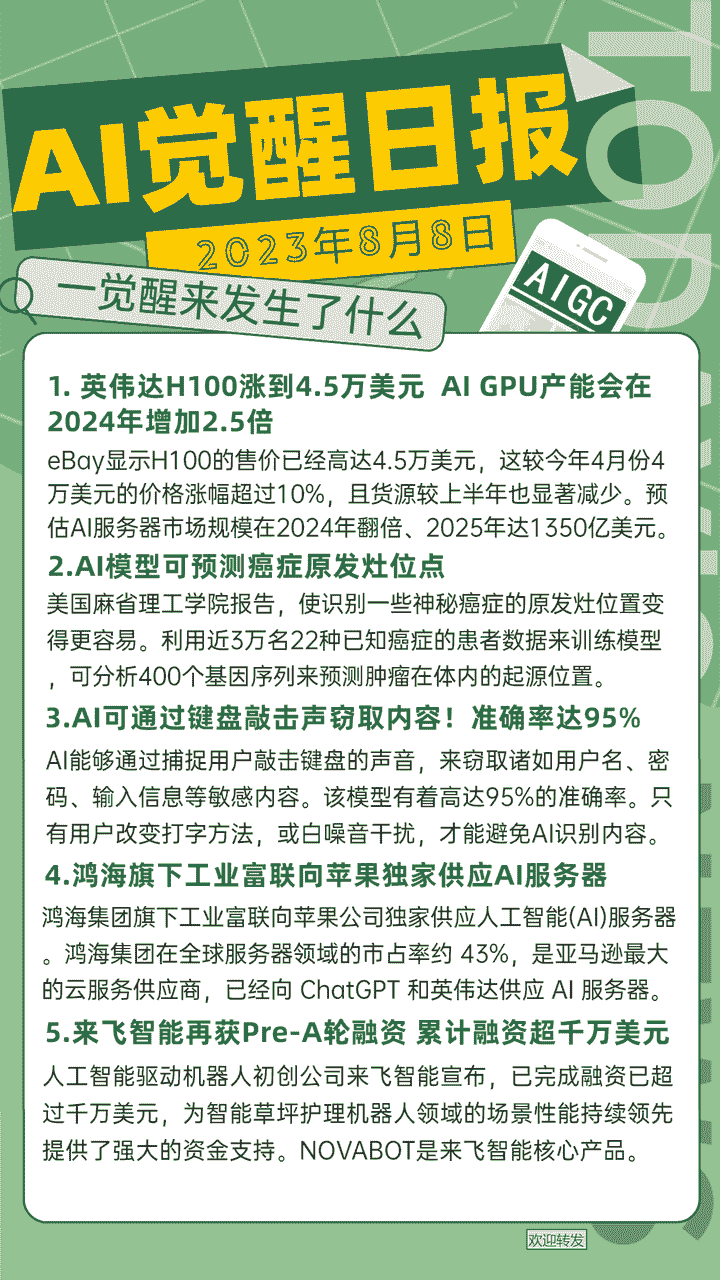 AI觉醒日报
2023年8月8日
一觉醒来发生了什么
AIGC
1. 英伟达H100涨到4.5万美元 AI GPU产能会在
2024年增加2.5倍
eBay显示H100的售价已经高达4.5万美元，这较今年4月份4
万美元的价格涨幅超过10%，且货源较上半年也显著减少。预
估AI服务器市场规模在2024年翻倍、2025年达1350亿美元。
2.AI模型可预测癌症原发灶位点
美国麻省理工学院报告，使识别一些神秘癌症的原发灶位置变
得更容易。利用近3万名22种已知癌症的患者数据来训练模型
，可分析400个基因序列来预测肿瘤在体内的起源位置。
3.AI可通过键盘敲击声窃取内容！准确率达95%
AI能够通过捕捉用户敲击键盘的声音，来窃取诸如用户名、密
码、输入信息等敏感内容。该模型有着高达95%的准确率。只
有用户改变打字方法，或白噪音干扰，才能避免AI识别内容。
4.鸿海旗下工业富联向苹果独家供应AI服务器
鸿海集团旗下工业富联向苹果公司独家供应人工智能(AI)服务器
。鸿海集团在全球服务器领域的市占率约 43%，是亚马逊最大
的云服务供应商，已经向 ChatGPT 和英伟达供应 AI 服务器。
5.来飞智能再获Pre-A轮融资 累计融资超千万美元
人工智能驱动机器人初创公司来飞智能宣布，已完成融资已超
过千万美元，为智能草坪护理机器人领域的场景性能持续领先
提供了强大的资金支持。NOVABOT是来飞智能核心产品。
欢迎转发